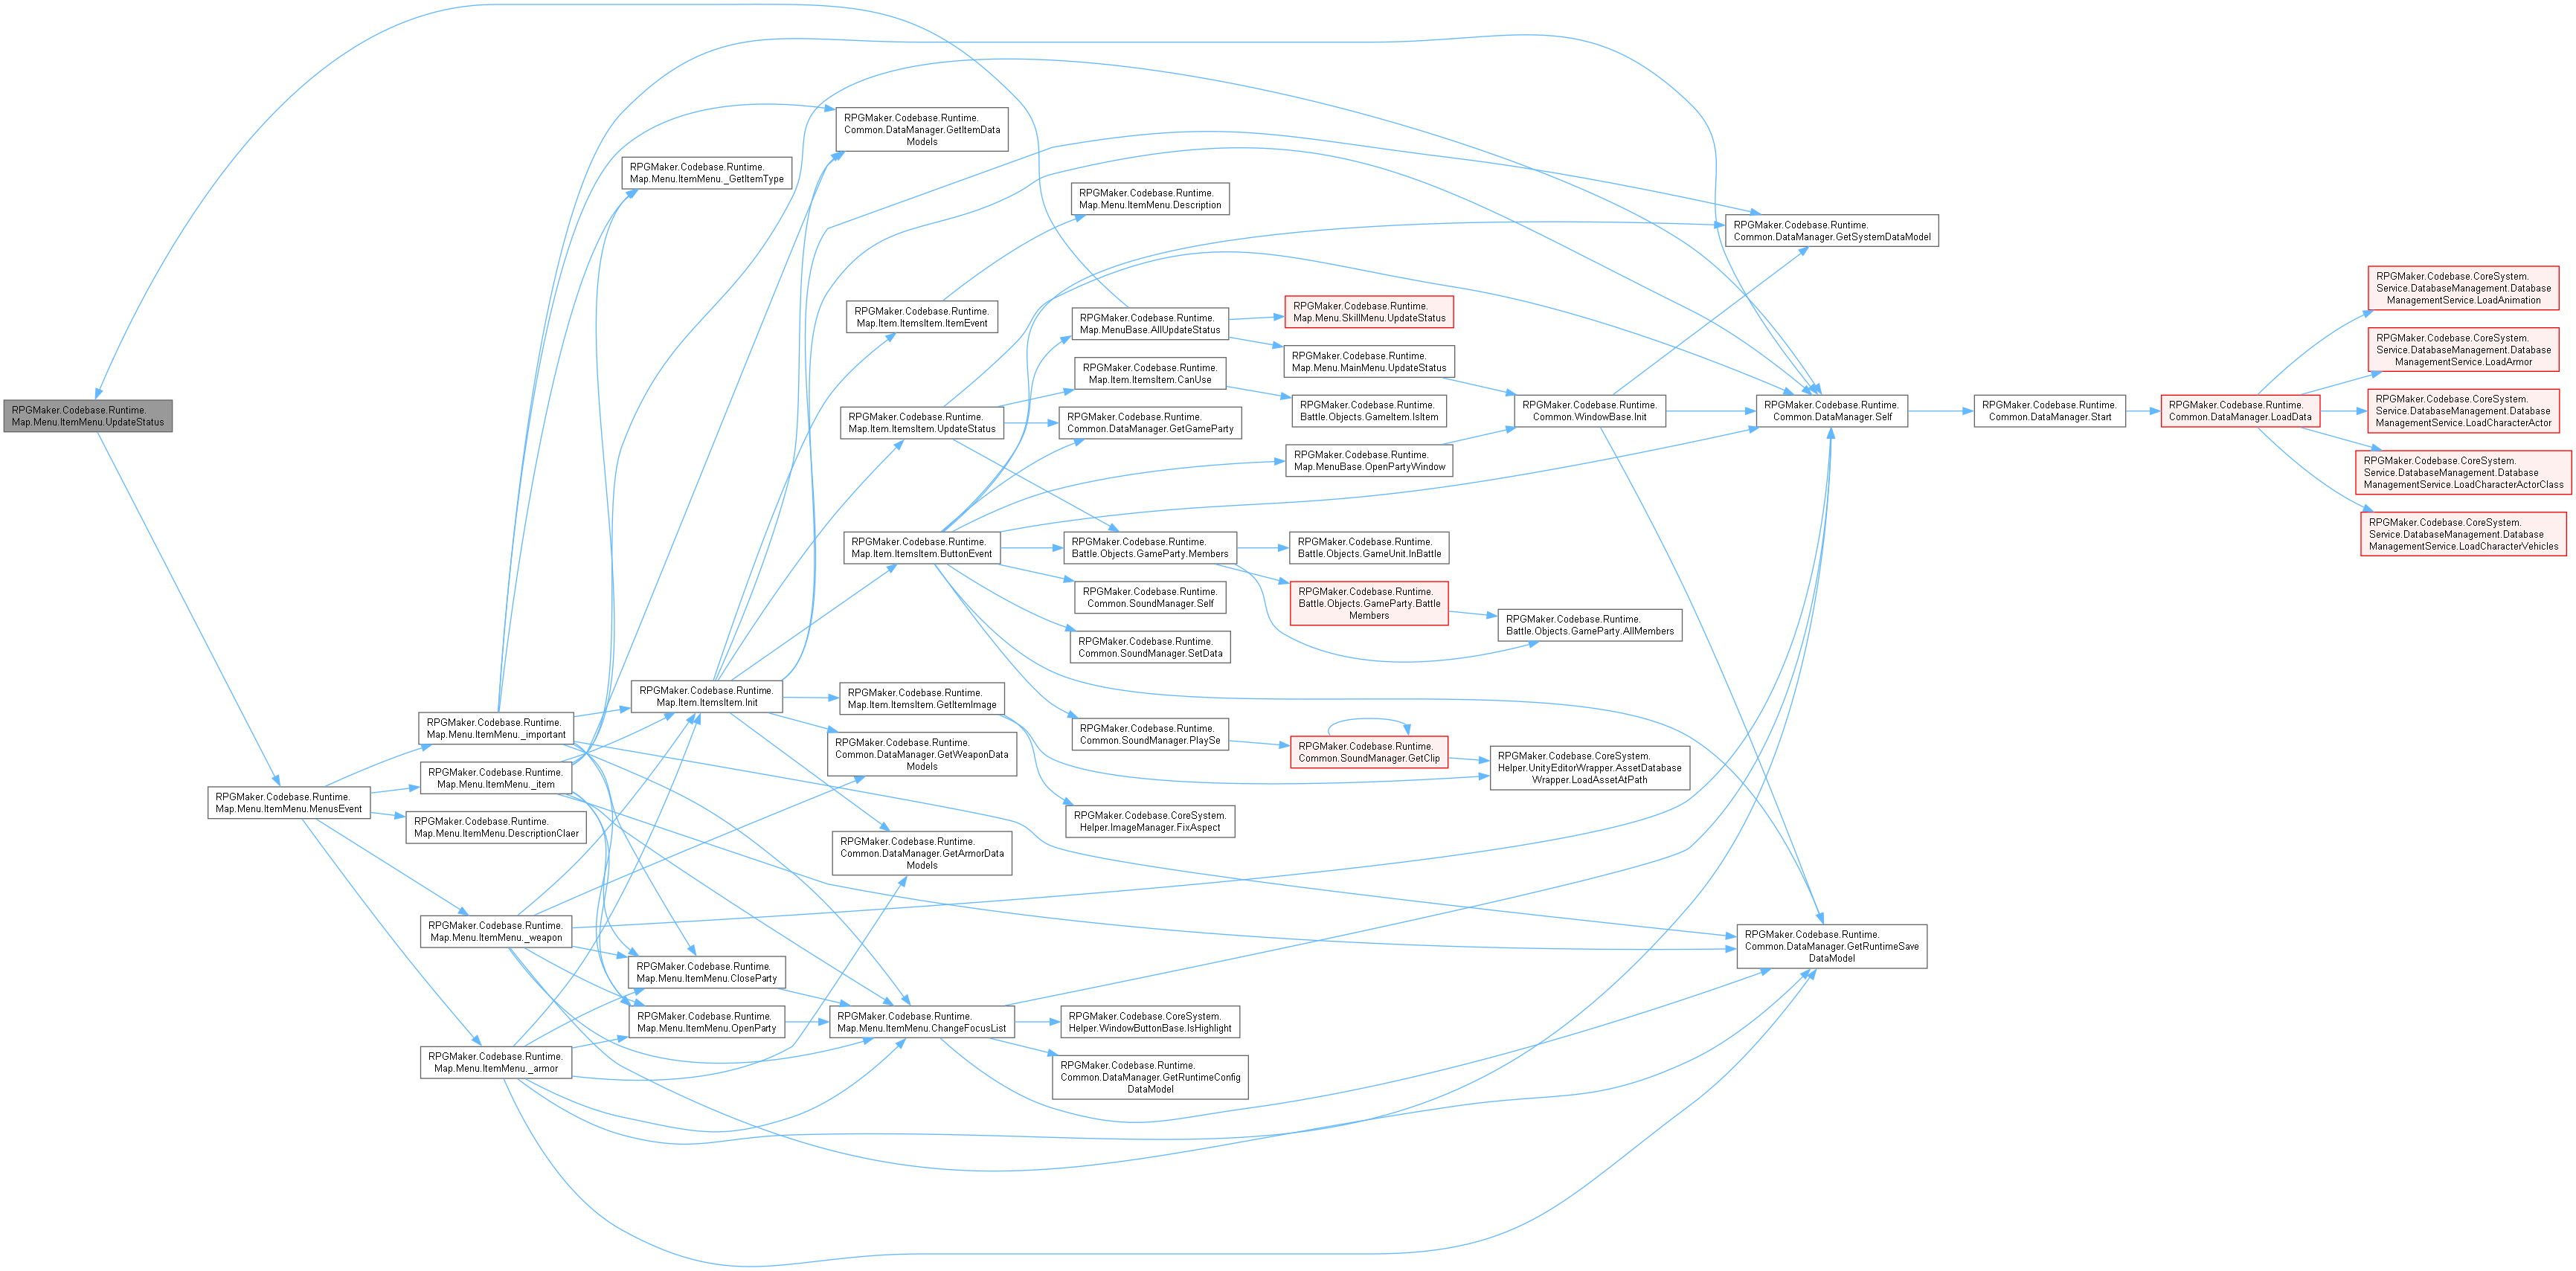 RPGMaker.Codebase.Runtime.
Map.Menu.ItemMenu.UpdateStatus
RPGMaker.Codebase.Runtime.
Map.Menu.ItemMenu.MenusEvent
RPGMaker.Codebase.Runtime.
Map.Menu.ItemMenu._important
RPGMaker.Codebase.Runtime.
Map.Menu.ItemMenu._item
RPGMaker.Codebase.Runtime.
Map.Menu.ItemMenu.DescriptionClaer
RPGMaker.Codebase.Runtime.
Map.Menu.ItemMenu._weapon
RPGMaker.Codebase.Runtime.
Map.Menu.ItemMenu._armor
RPGMaker.Codebase.Runtime.
Map.Menu.ItemMenu._GetItemType
RPGMaker.Codebase.Runtime.
Map.Item.ItemsItem.Init
RPGMaker.Codebase.Runtime.
Map.Menu.ItemMenu.CloseParty
RPGMaker.Codebase.Runtime.
Map.Menu.ItemMenu.OpenParty
RPGMaker.Codebase.Runtime.
Common.DataManager.GetItemData
Models
RPGMaker.Codebase.Runtime.
Map.Item.ItemsItem.ItemEvent
RPGMaker.Codebase.Runtime.
Map.Item.ItemsItem.UpdateStatus
RPGMaker.Codebase.Runtime.
Map.Item.ItemsItem.ButtonEvent
RPGMaker.Codebase.Runtime.
Map.Item.ItemsItem.GetItemImage
RPGMaker.Codebase.Runtime.
Common.DataManager.GetWeaponData
Models
RPGMaker.Codebase.Runtime.
Common.DataManager.GetArmorData
Models
RPGMaker.Codebase.Runtime.
Map.Menu.ItemMenu.ChangeFocusList
RPGMaker.Codebase.Runtime.
Map.Menu.ItemMenu.Description
RPGMaker.Codebase.Runtime.
Map.MenuBase.AllUpdateStatus
RPGMaker.Codebase.Runtime.
Map.Item.ItemsItem.CanUse
RPGMaker.Codebase.Runtime.
Common.DataManager.GetGameParty
RPGMaker.Codebase.Runtime.
Battle.Objects.GameParty.Members
RPGMaker.Codebase.Runtime.
Common.SoundManager.Self
RPGMaker.Codebase.Runtime.
Common.SoundManager.SetData
RPGMaker.Codebase.Runtime.
Common.SoundManager.PlaySe
RPGMaker.Codebase.CoreSystem.
Helper.ImageManager.FixAspect
RPGMaker.Codebase.CoreSystem.
Helper.WindowButtonBase.IsHighlight
RPGMaker.Codebase.Runtime.
Common.DataManager.GetRuntimeConfig
DataModel
RPGMaker.Codebase.Runtime.
Map.Menu.SkillMenu.UpdateStatus
RPGMaker.Codebase.Runtime.
Map.Menu.MainMenu.UpdateStatus
RPGMaker.Codebase.Runtime.
Battle.Objects.GameItem.IsItem
RPGMaker.Codebase.Runtime.
Map.MenuBase.OpenPartyWindow
RPGMaker.Codebase.Runtime.
Battle.Objects.GameUnit.InBattle
RPGMaker.Codebase.Runtime.
Battle.Objects.GameParty.Battle
Members
RPGMaker.Codebase.Runtime.
Common.SoundManager.GetClip
RPGMaker.Codebase.Runtime.
Common.WindowBase.Init
RPGMaker.Codebase.Runtime.
Battle.Objects.GameParty.AllMembers
RPGMaker.Codebase.CoreSystem.
Helper.UnityEditorWrapper.AssetDatabase
Wrapper.LoadAssetAtPath
RPGMaker.Codebase.Runtime.
Common.DataManager.GetSystemDataModel
RPGMaker.Codebase.Runtime.
Common.DataManager.Self
RPGMaker.Codebase.Runtime.
Common.DataManager.GetRuntimeSave
DataModel
RPGMaker.Codebase.Runtime.
Common.DataManager.Start
RPGMaker.Codebase.Runtime.
Common.DataManager.LoadData
RPGMaker.Codebase.CoreSystem.
Service.DatabaseManagement.Database
ManagementService.LoadAnimation
RPGMaker.Codebase.CoreSystem.
Service.DatabaseManagement.Database
ManagementService.LoadArmor
RPGMaker.Codebase.CoreSystem.
Service.DatabaseManagement.Database
ManagementService.LoadCharacterActor
RPGMaker.Codebase.CoreSystem.
Service.DatabaseManagement.Database
ManagementService.LoadCharacterActorClass
RPGMaker.Codebase.CoreSystem.
Service.DatabaseManagement.Database
ManagementService.LoadCharacterVehicles